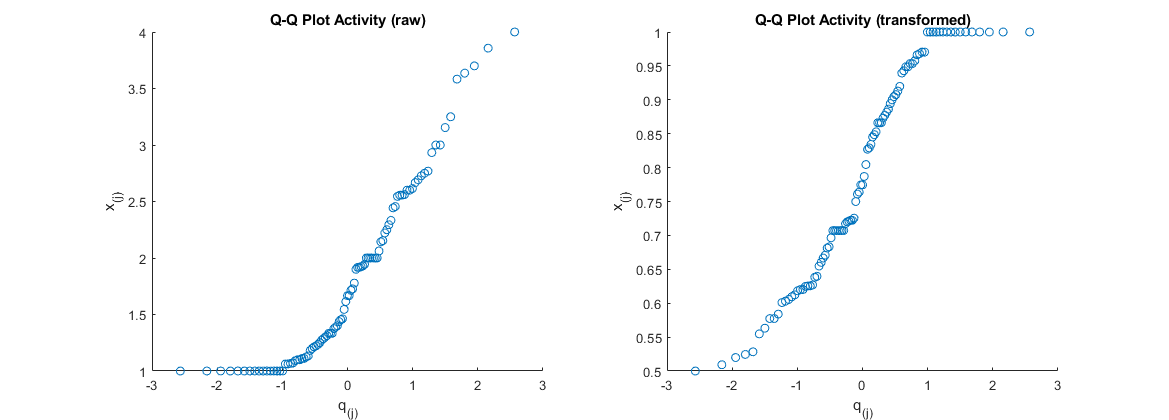 Q-Q Plot Activity (raw)
4
3.5
3
2.5
2
1.5
1
-3 -2 -1 0 1 2 3
x(j)
q(j)
Q-Q Plot Activity (transformed)
1
0.95
0.9
0.85
0.8
0.75
0.7
0.65
0.6
0.55
0.5
-3 -2 -1 0 1 2 3
x(j)
q(j)